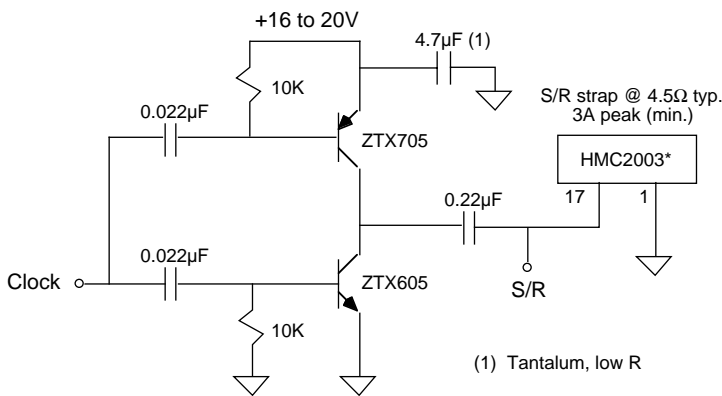 +16 to 20V
4.7µF (1)
10K
S/R strap @ 4.5Ω typ.
3A peak (min.)
0.022µF
ZTX705
HMC2003*
0.22µF
17
1
0.022µF
Clock
ZTX605
S/R
10K
(1) Tantalum, low R